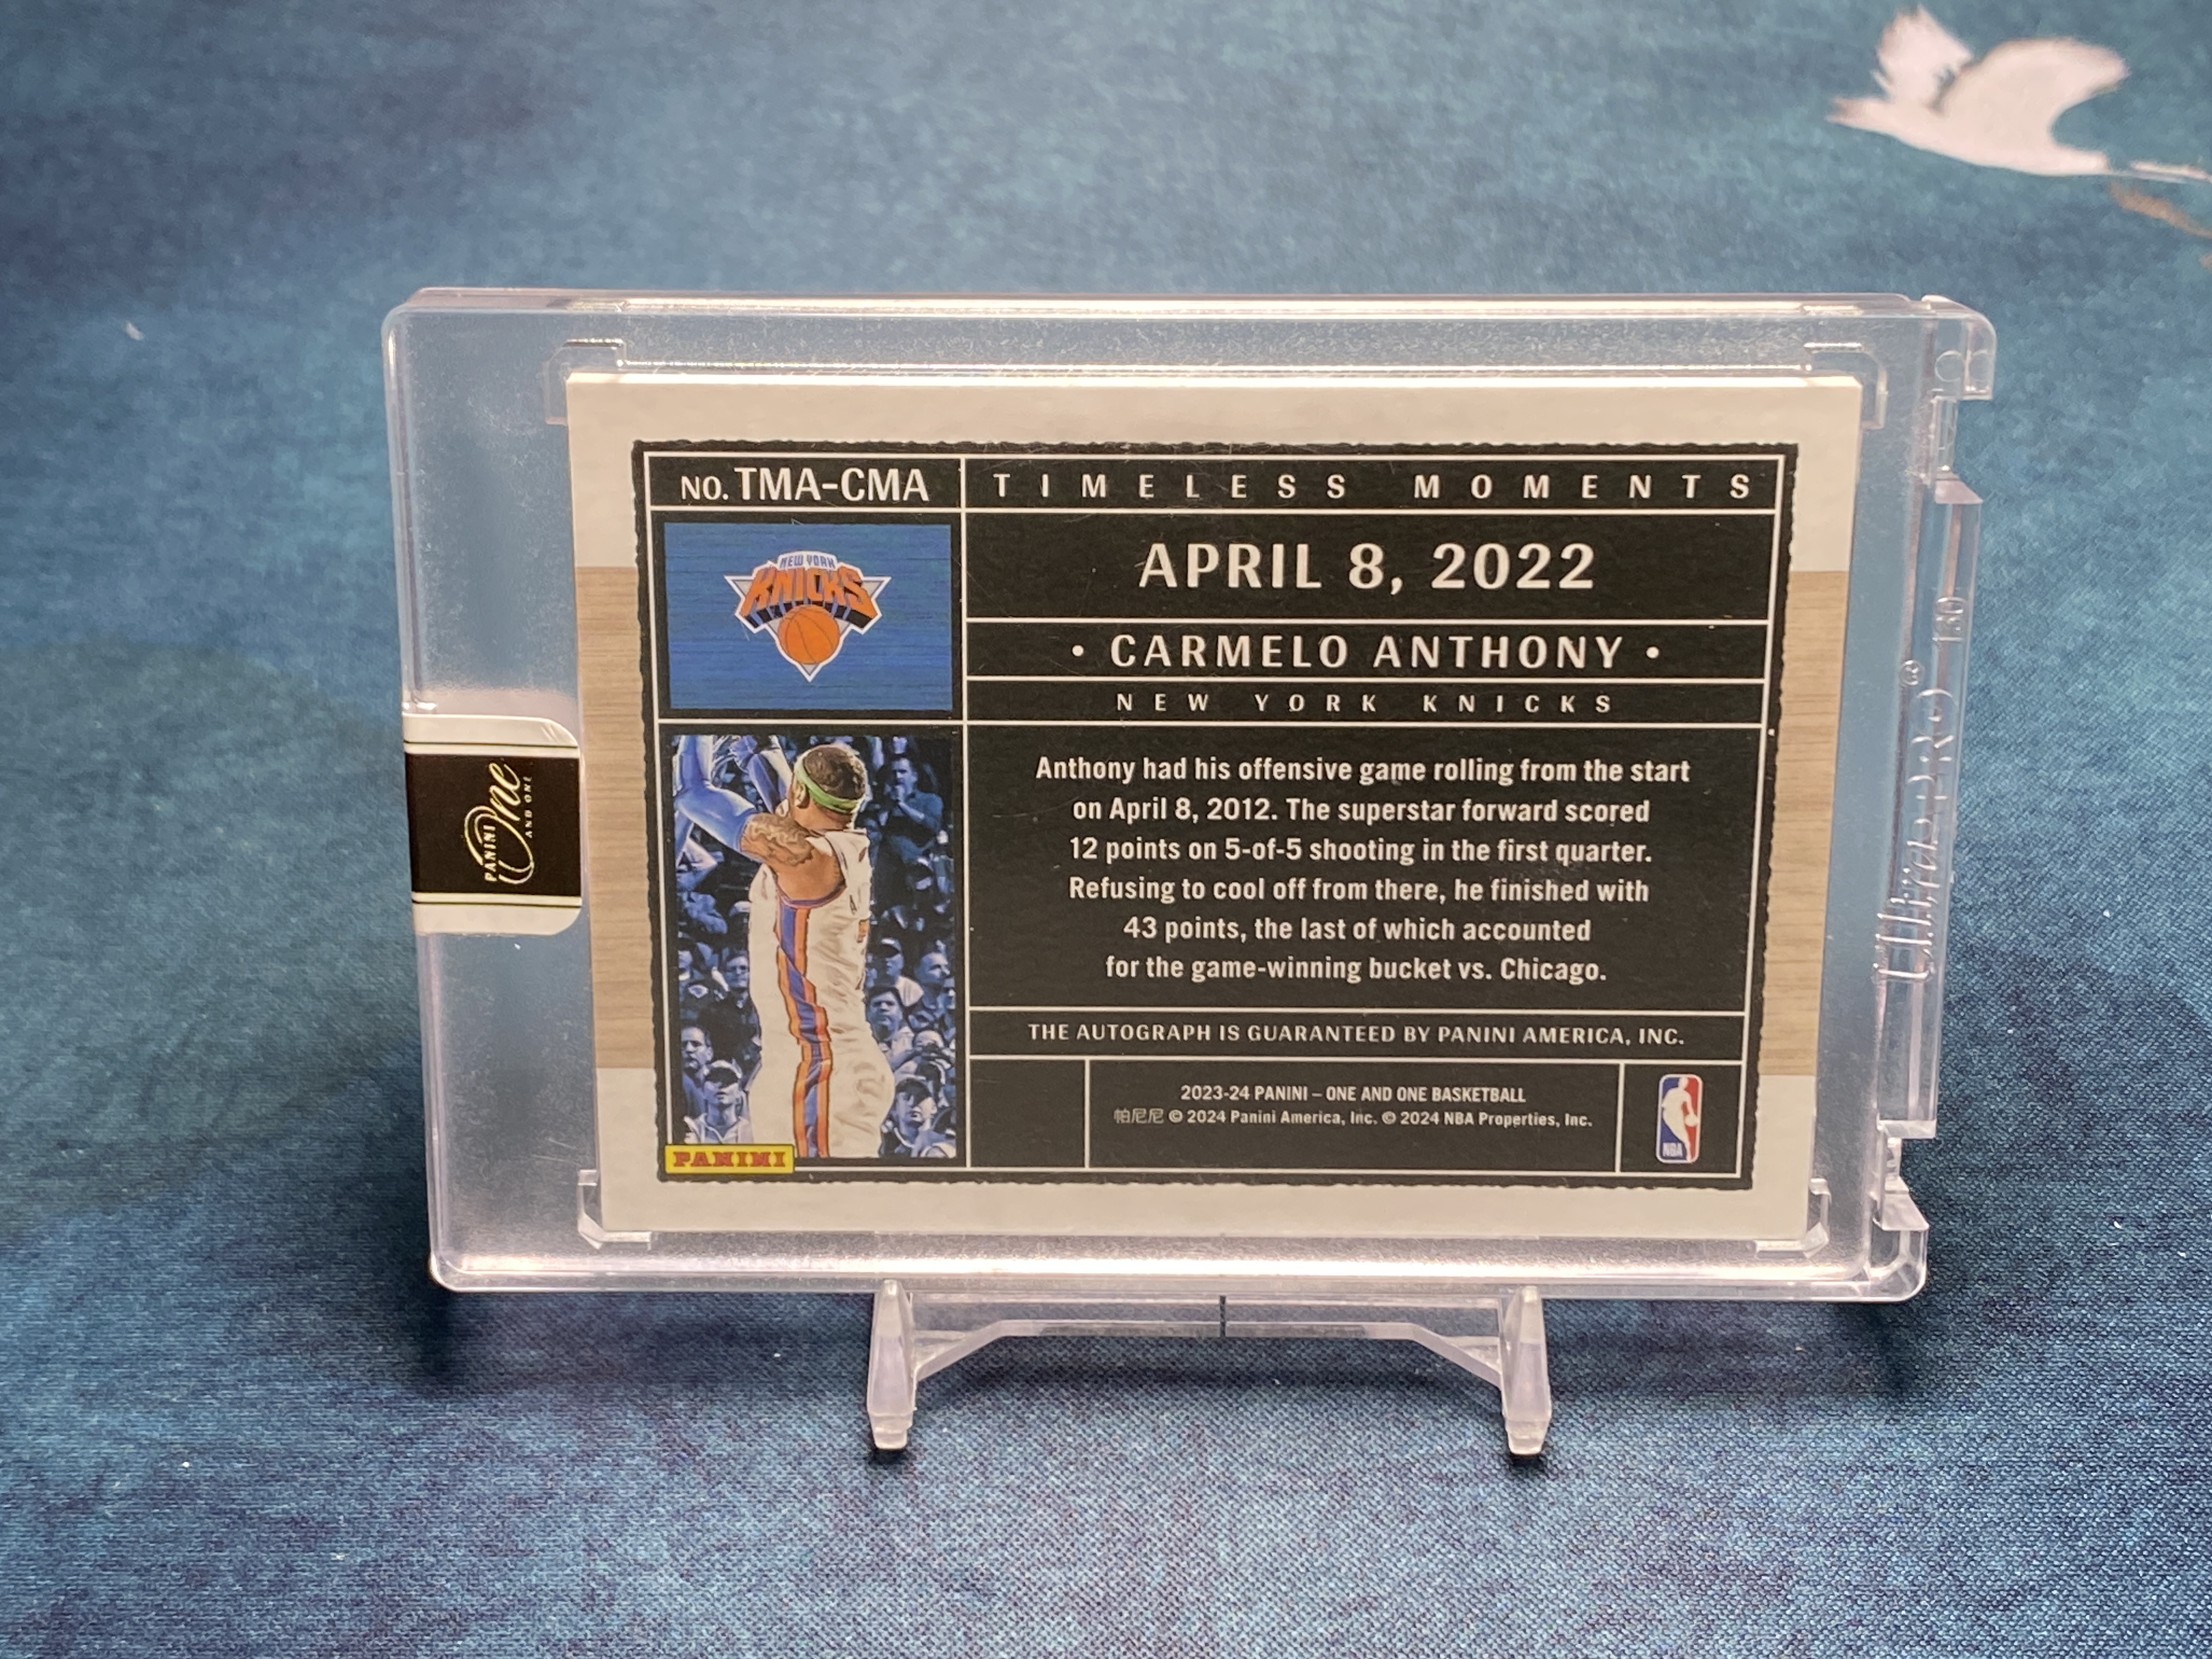 NO. TMA-CMA
TIMELESS MOMENTS
NEW YORK
KNICKS
APRIL 8, 2022
• CARMELO ANTHONY •
NEW YORK KNICKS
Anthony had his offensive game rolling from the start
on April 8, 2012. The superstar forward scored
12 points on 5-of-5 shooting in the first quarter.
Refusing to cool off from there, he finished with
43 points, the last of which accounted
for the game-winning bucket vs. Chicago.
THE AUTOGRAPH IS GUARANTEED BY PANINI AMERICA, INC.
2023-24 PANINI – ONE AND ONE BASKETBALL
帕尼尼 © 2024 Panini America, Inc. © 2024 NBA Properties, Inc.
NBA
PANINI
PANINI
One
AND ONE
Ultra PRO® 130